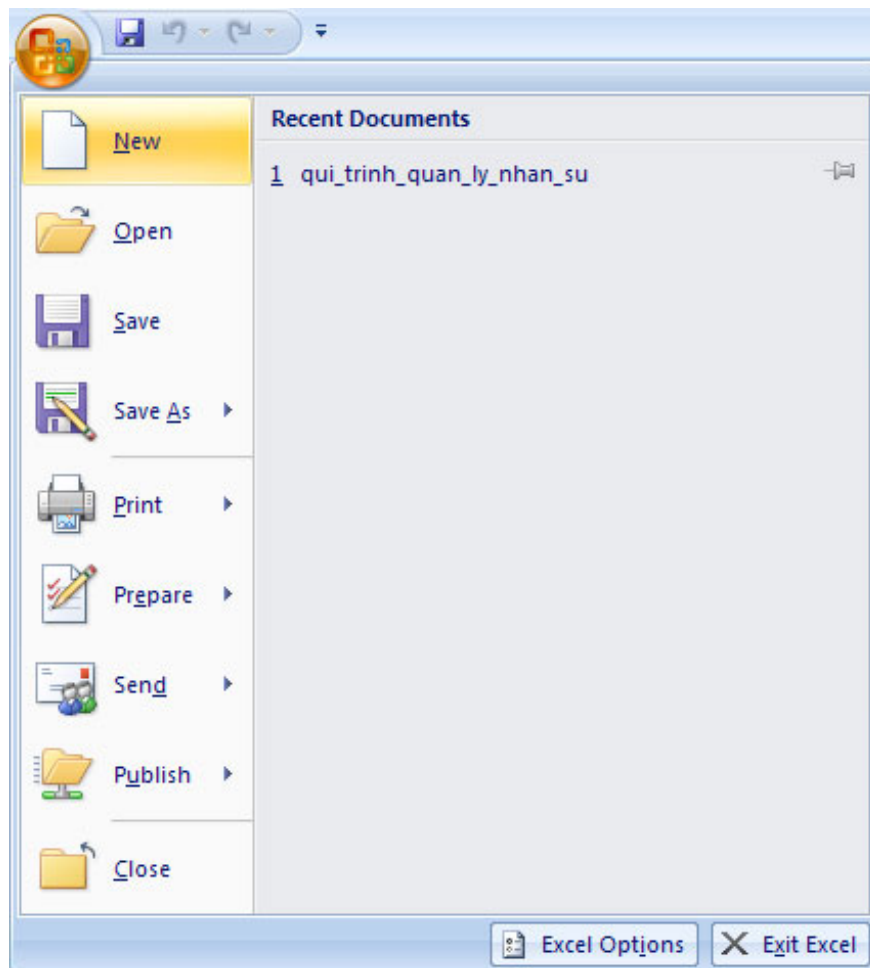 New
Open
Save
Save As
Print
Prepare
Send
Publish
Close
Recent Documents
1 qui_trinh_quan_ly_nhan_su
Excel Options
Exit Excel